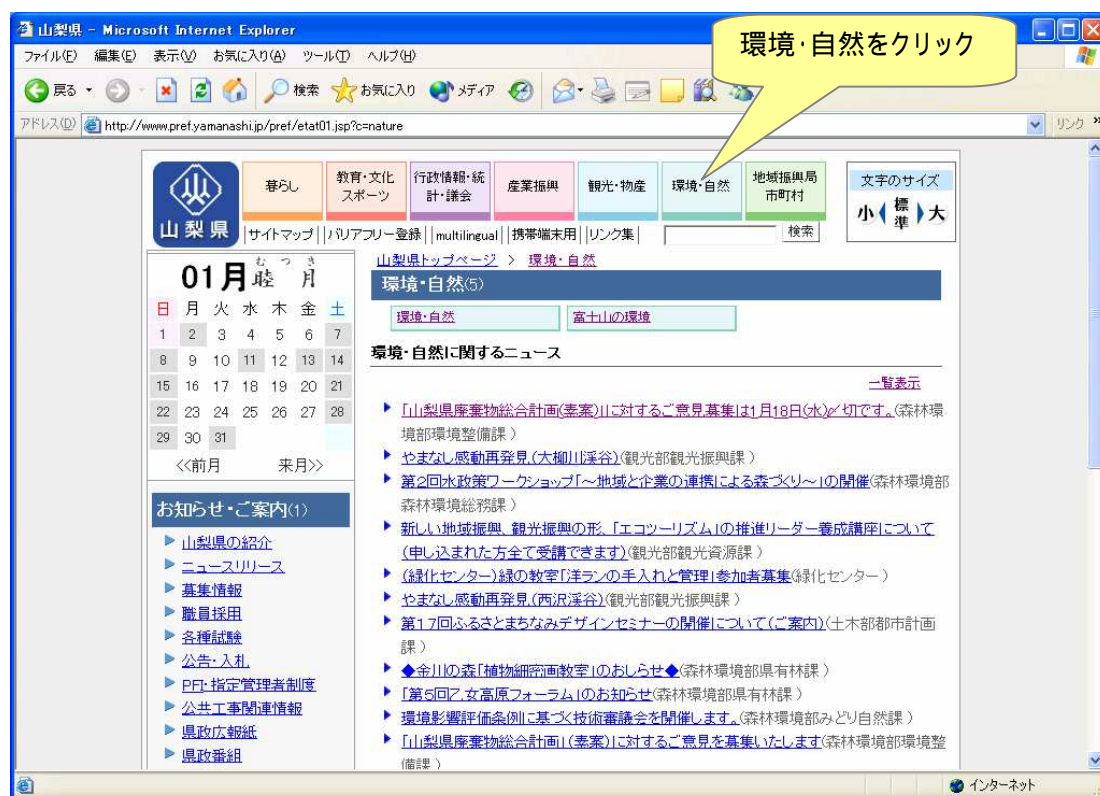 山梨県 - Microsoft Internet Explorer
環境・自然をクリック
ファイル(F) 編集(E) 表示(V) お気に入り(A) ツール(T) ヘルプ(H)
戻る 検索 お気に入り メディア
アドレス(D) http://www.pref.yamanashi.jp/pref/etat01.jsp?c=nature リンク »
山梨県
暮らし
教育・文化
スポーツ
行政情報・統
計・議会
産業振興
観光・物産
環境・自然
地域振興局
市町村
文字のサイズ
小 標準 大
|サイトマップ||バリアフリー登録||multilingual||携帯端末用||リンク集| 検索
山梨県トップページ > 環境・自然
環境・自然(5)
環境・自然 富士山の環境
環境・自然に関するニュース
一覧表示
「山梨県廃棄物総合計画(素案)」に対するご意見募集は1月18日(水)〆切です。(森林環
境部環境整備課)
やまなし感動再発見(大柳川渓谷)(観光部観光振興課)
第2回水政策ワークショップ「~地域と企業の連携による森づくり~」の開催(森林環境部
森林環境総務課)
新しい地域振興、観光振興の形、「エコツーリズム」の推進リーダー養成講座について
(申し込まれた方全て受講できます)(観光部観光資源課)
(緑化センター)緑の教室「洋ランの手入れと管理」参加者募集(緑化センター)
やまなし感動再発見(西沢渓谷)(観光部観光振興課)
第17回ふるさとまちなみデザインセミナーの開催について(ご案内)(土木部都市計画
課)
◆金川の森「植物細密画教室」のおしらせ◆(森林環境部県有林課)
「第5回乙女高原フォーラム」のお知らせ(森林環境部県有林課)
環境影響評価条例に基づく技術審議会を開催します。(森林環境部みどり自然課)
「山梨県廃棄物総合計画」(素案)に対するご意見を募集いたします(森林環境部環境整
備課)
むつき
01月 睦月
日 月 火 水 木 金 土
1 2 3 4 5 6 7
8 9 10 11 12 13 14
15 16 17 18 19 20 21
22 23 24 25 26 27 28
29 30 31
<<前月 来月>>
お知らせ・ご案内(1)
山梨県の紹介
ニュースリリース
募集情報
職員採用
各種試験
公告・入札
PFI・指定管理者制度
公共工事関連情報
県政広報紙
県政番組
インターネット